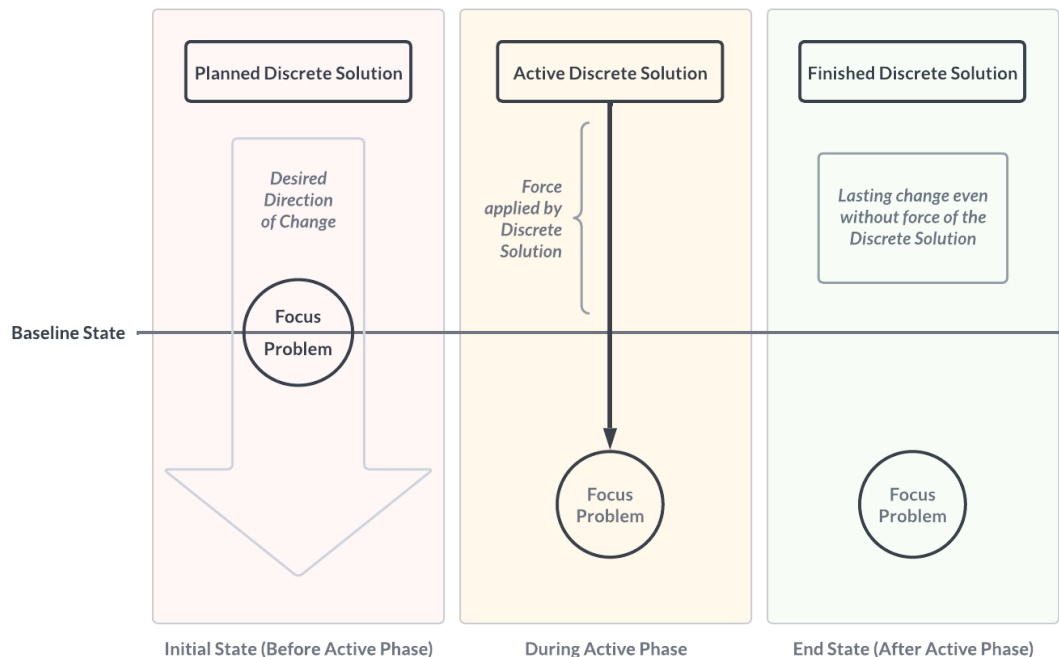 Planned Discrete Solution
Active Discrete Solution
Finished Discrete Solution
Desired
Direction
of Change
Force
applied by
Discrete
Solution
Lasting change even
without force of the
Discrete Solution
Baseline State
Focus
Problem
Focus
Problem
Focus
Problem
Initial State (Before Active Phase)
During Active Phase
End State (After Active Phase)